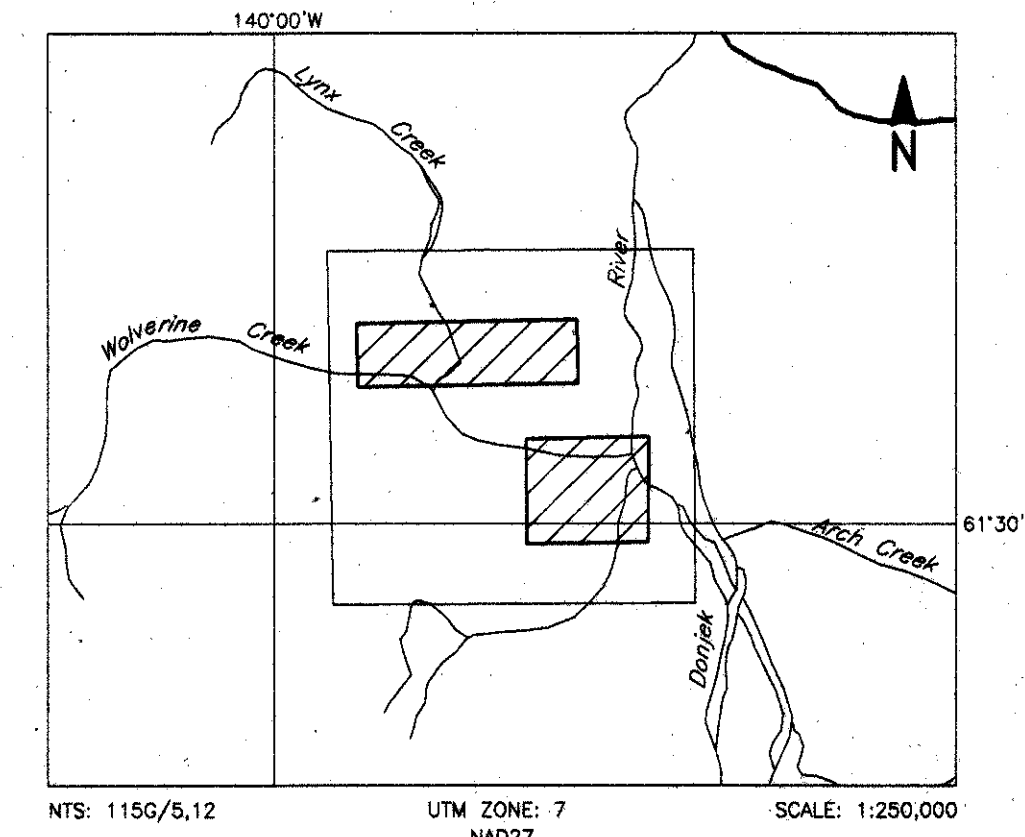 140°00'W
Lynx
Creek
N
River
Wolverine Creek
61°30'
Arch Creek
Donjek
NTS: 115G/5,12
UTM ZONE: 7
SCALE: 1:250,000
NAD27